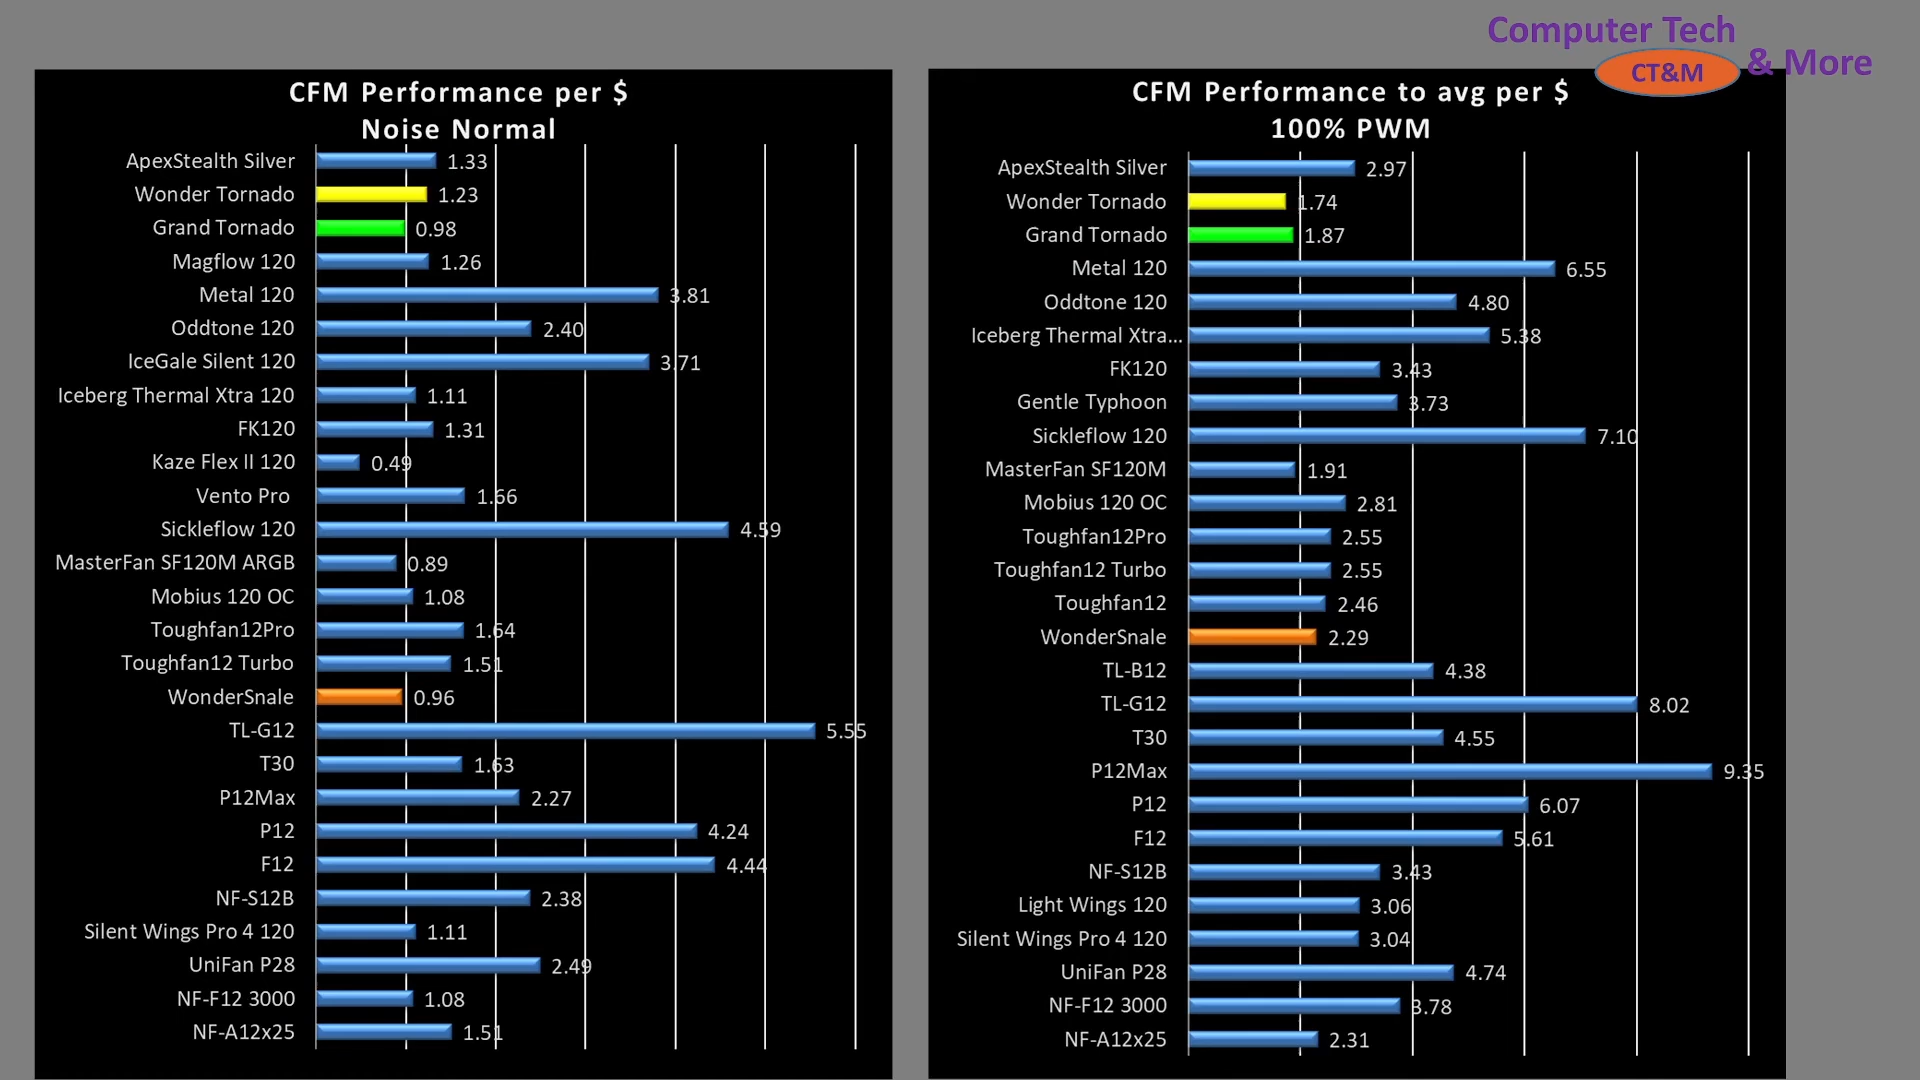 Computer Tech
CT&M & More
CFM Performance per $
Noise Normal
ApexStealth Silver 1.33
Wonder Tornado 1.23
Grand Tornado 0.98
Magflow 120 1.26
Metal 120 3.81
Oddtone 120 2.40
IceGale Silent 120 3.71
Iceberg Thermal Xtra 120 1.11
FK120 1.31
Kaze Flex II 120 0.49
Vento Pro 1.66
Sickleflow 120 4.59
MasterFan SF120M ARGB 0.89
Mobius 120 OC 1.08
Toughfan12Pro 1.64
Toughfan12 Turbo 1.51
WonderSnale 0.96
TL-G12 5.55
T30 1.63
P12Max 2.27
P12 4.24
F12 4.44
NF-S12B 2.38
Silent Wings Pro 4 120 1.11
UniFan P28 2.49
NF-F12 3000 1.08
NF-A12x25 1.51
CFM Performance to avg per $
100% PWM
ApexStealth Silver 2.97
Wonder Tornado 1.74
Grand Tornado 1.87
Metal 120 6.55
Oddtone 120 4.80
Iceberg Thermal Xtra... 5.38
FK120 3.43
Gentle Typhoon 3.73
Sickleflow 120 7.10
MasterFan SF120M 1.91
Mobius 120 OC 2.81
Toughfan12Pro 2.55
Toughfan12 Turbo 2.55
Toughfan12 2.46
WonderSnale 2.29
TL-B12 4.38
TL-G12 8.02
T30 4.55
P12Max 9.35
P12 6.07
F12 5.61
NF-S12B 3.43
Light Wings 120 3.06
Silent Wings Pro 4 120 3.04
UniFan P28 4.74
NF-F12 3000 3.78
NF-A12x25 2.31